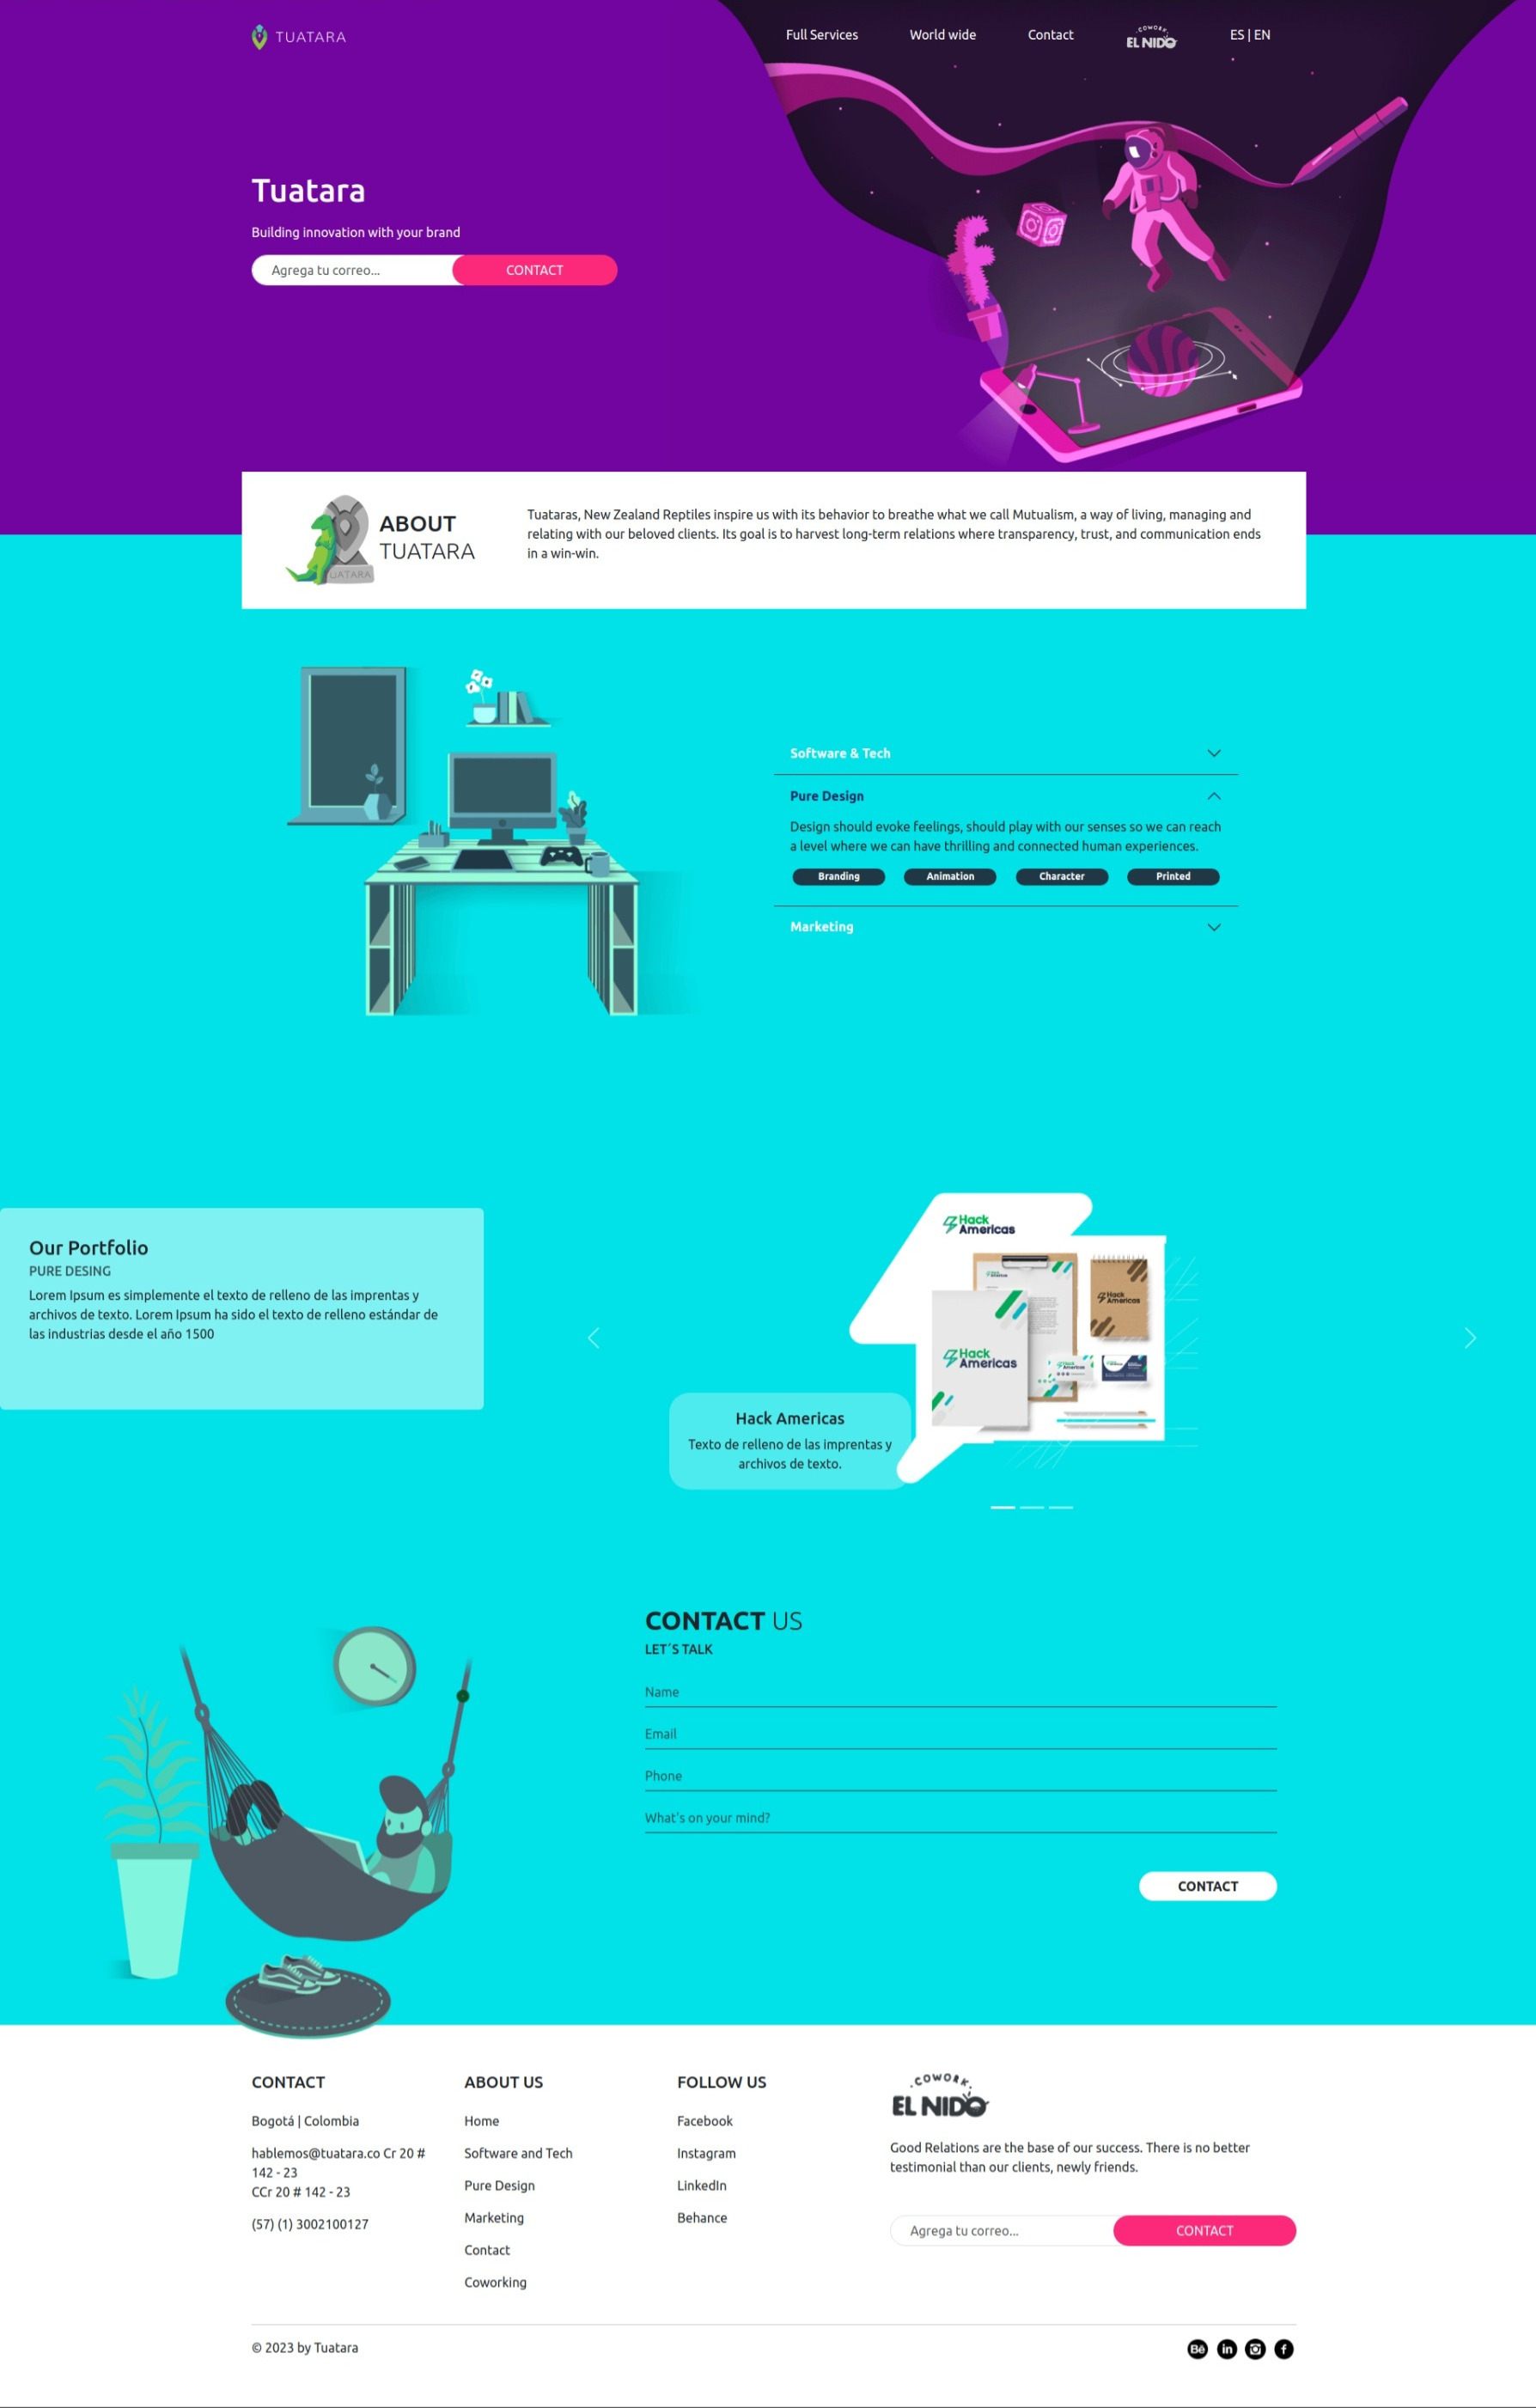 TUATARA
Full Services
World wide
Contact
COWORK
EL NIDO
ES | EN
Tuatara
Building innovation with your brand
Agrega tu correo...
CONTACT
UATARA
ABOUT
TUATARA
Tuataras, New Zealand Reptiles inspire us with its behavior to breathe what we call Mutualism, a way of living, managing and
relating with our beloved clients. Its goal is to harvest long-term relations where transparency, trust, and communication ends
in a win-win.
Software & Tech
Pure Design
Design should evoke feelings, should play with our senses so we can reach
a level where we can have thrilling and connected human experiences.
Branding
Animation
Character
Printed
Marketing
Our Portfolio
PURE DESING
Lorem Ipsum es simplemente el texto de relleno de las imprentas y
archivos de texto. Lorem Ipsum ha sido el texto de relleno estándar de
las industrias desde el año 1500
Hack
Americas
Hack
Americas
Hack
Americas
Hack Americas
Texto de relleno de las imprentas y
archivos de texto.
CONTACT US
LET´S TALK
Name
Email
Phone
What's on your mind?
CONTACT
CONTACT
Bogotá | Colombia
hablemos@tuatara.co Cr 20 #
142 - 23
CCr 20 # 142 - 23
(57) (1) 3002100127
ABOUT US
Home
Software and Tech
Pure Design
Marketing
Contact
Coworking
FOLLOW US
Facebook
Instagram
LinkedIn
Behance
COWORK
EL NIDO
Good Relations are the base of our success. There is no better
testimonial than our clients, newly friends.
Agrega tu correo...
CONTACT
© 2023 by Tuatara
Bē
in
f